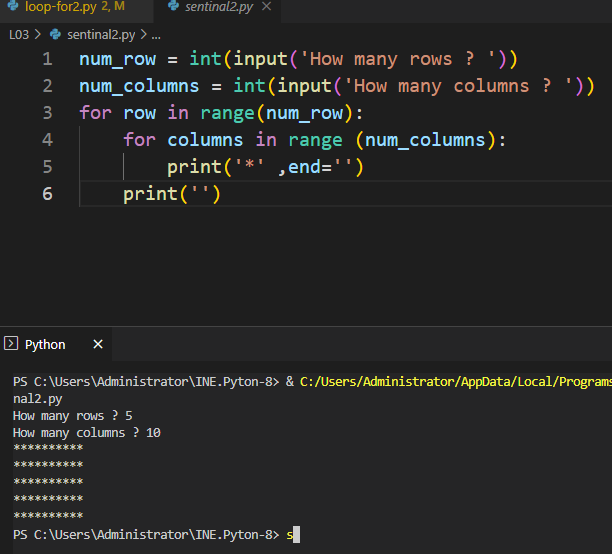 loop-for2.py 2, M sentinal2.py
L03 > sentinal2.py > ...
1 num_row = int(input('How many rows ? '))
2 num_columns = int(input('How many columns ? '))
3 for row in range(num_row):
4 for columns in range (num_columns):
5 print('*' ,end='')
6 print('')
Python
PS C:\Users\Administrator\INE.Pyton-8> & C:/Users/Administrator/AppData/Local/Programs
nal2.py
How many rows ? 5
How many columns ? 10
**********
**********
**********
**********
**********
PS C:\Users\Administrator\INE.Pyton-8> s